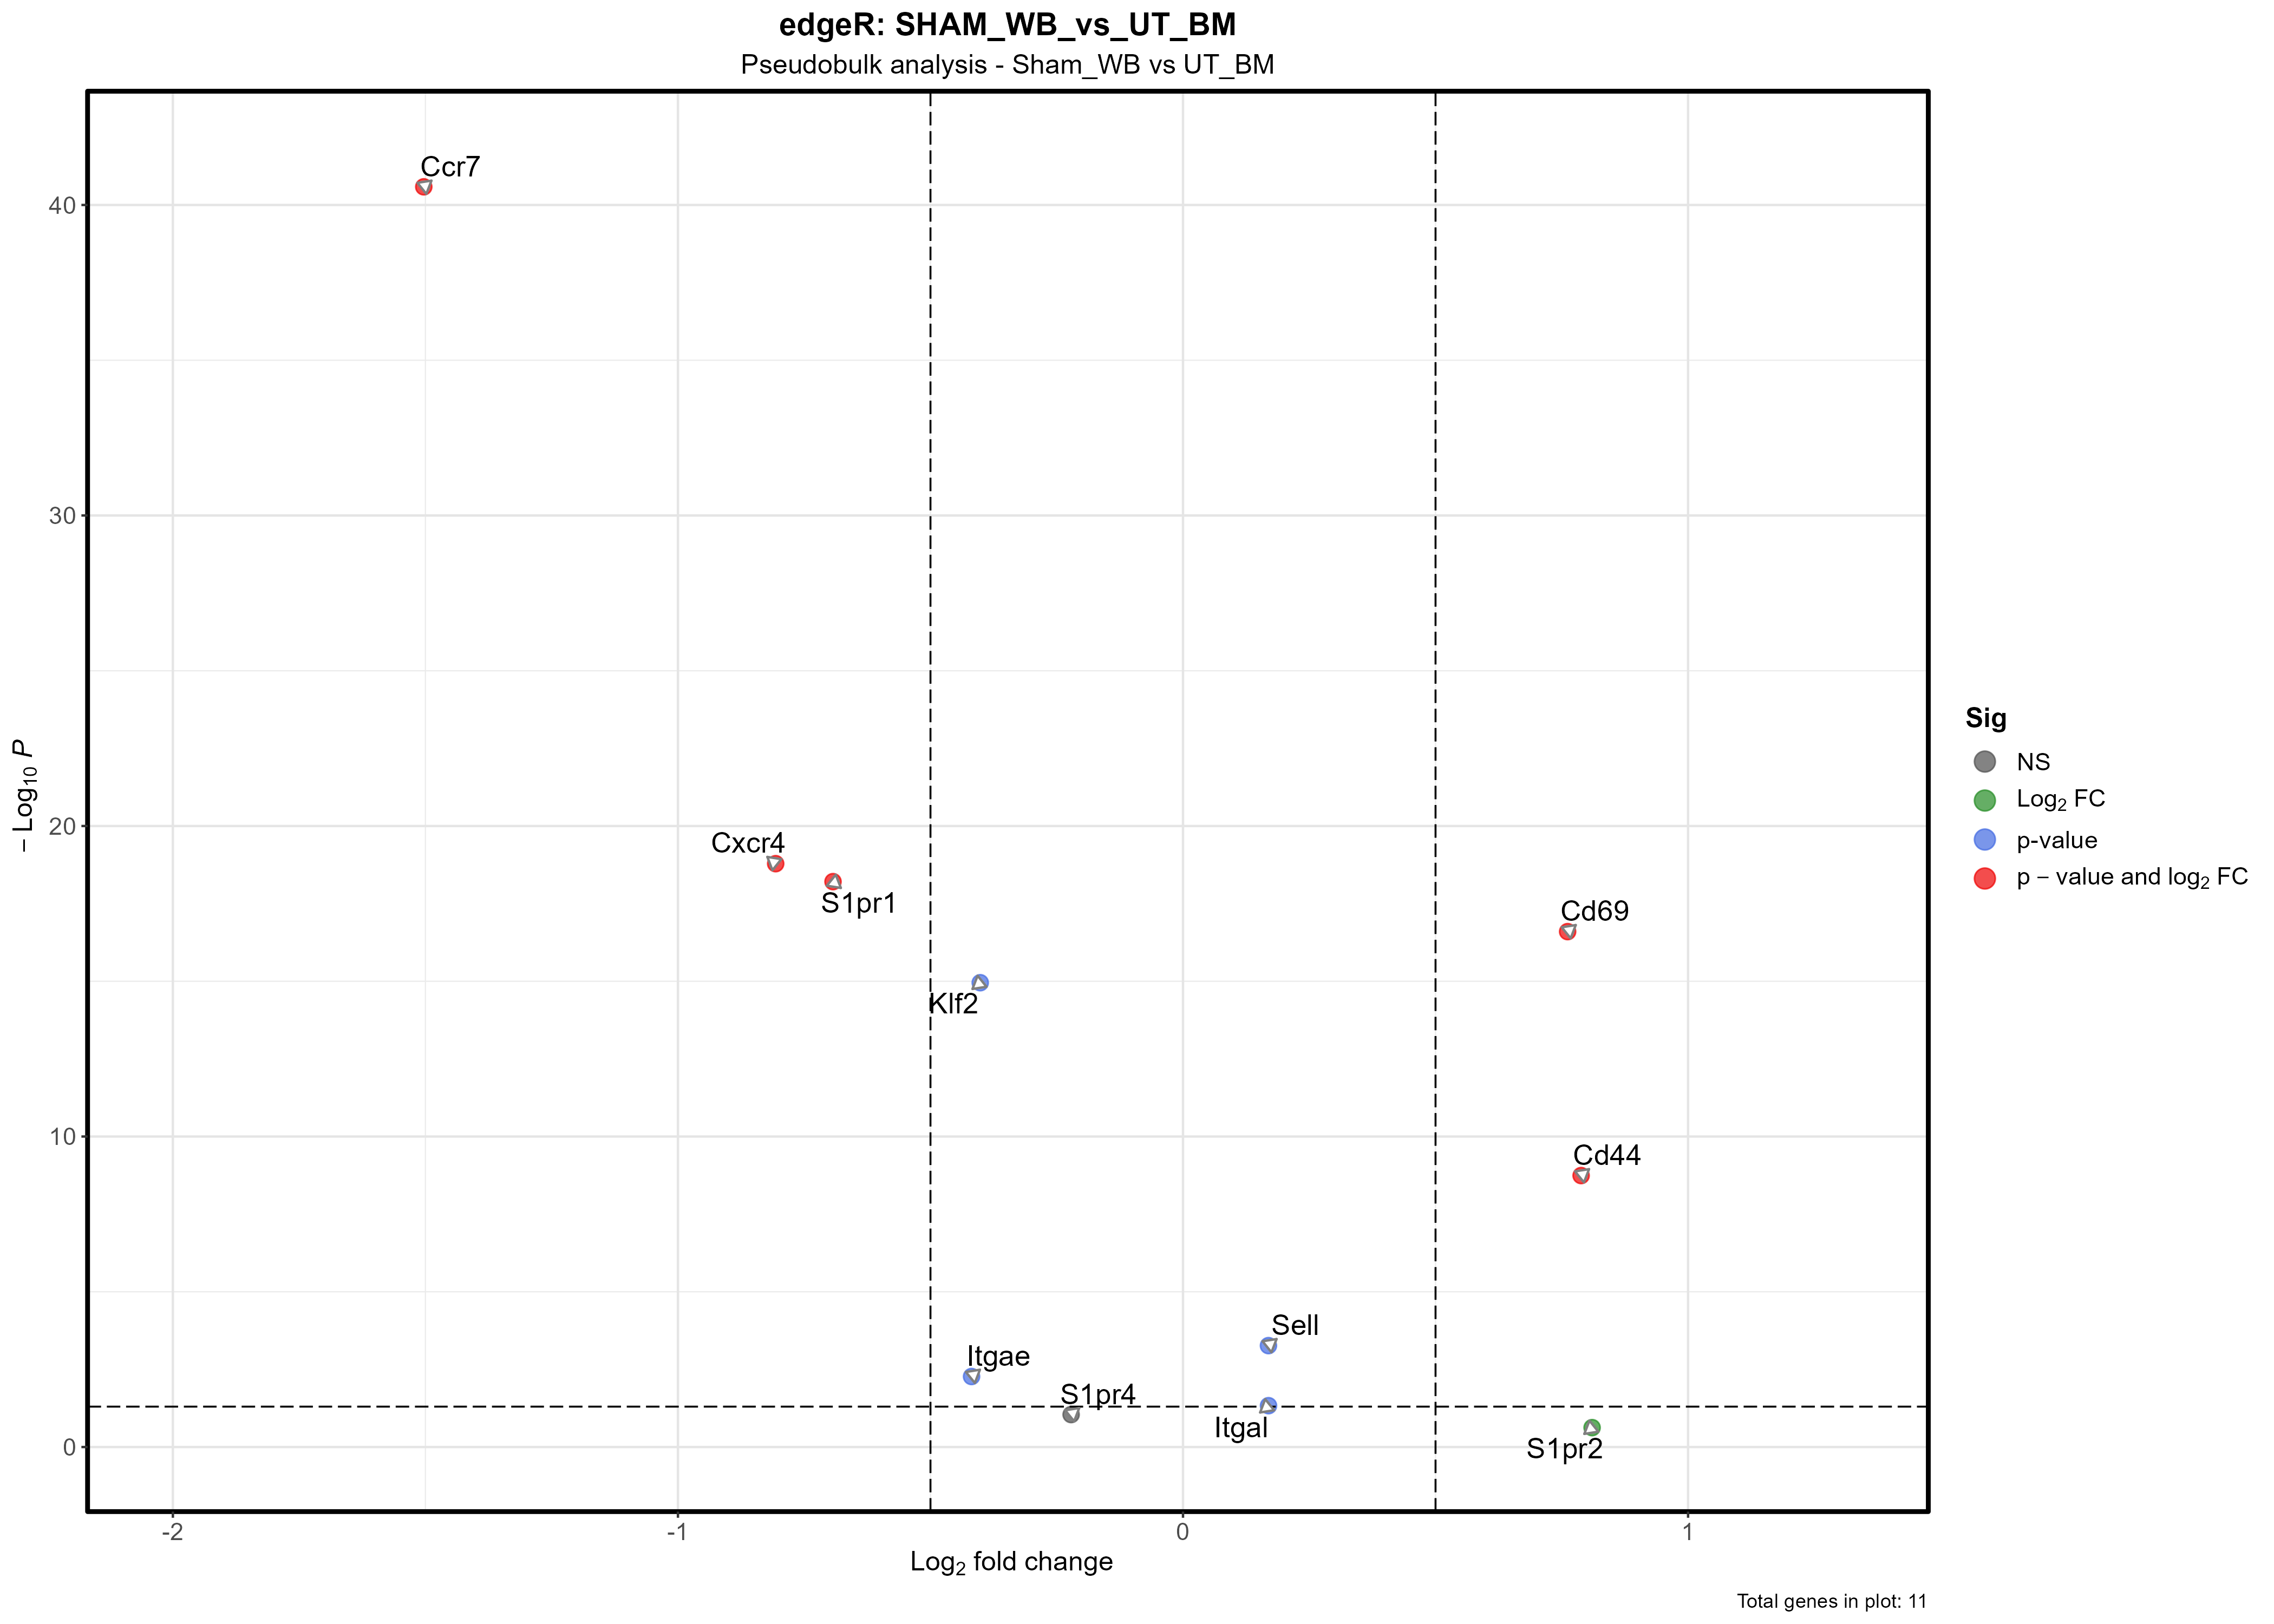 edgeR: SHAM_WB_vs_UT_BM
Pseudobulk analysis - Sham_WB vs UT_BM
Ccr7
40
30
Sig
NS
Log2 FC
p-value
p − value and log2 FC
− Log10 P
20
Cxcr4
S1pr1
Cd69
Klf2
10
Cd44
Sell
Itgae
S1pr4
Itgal
S1pr2
0
-2
-1
0
1
Log2 fold change
Total genes in plot: 11